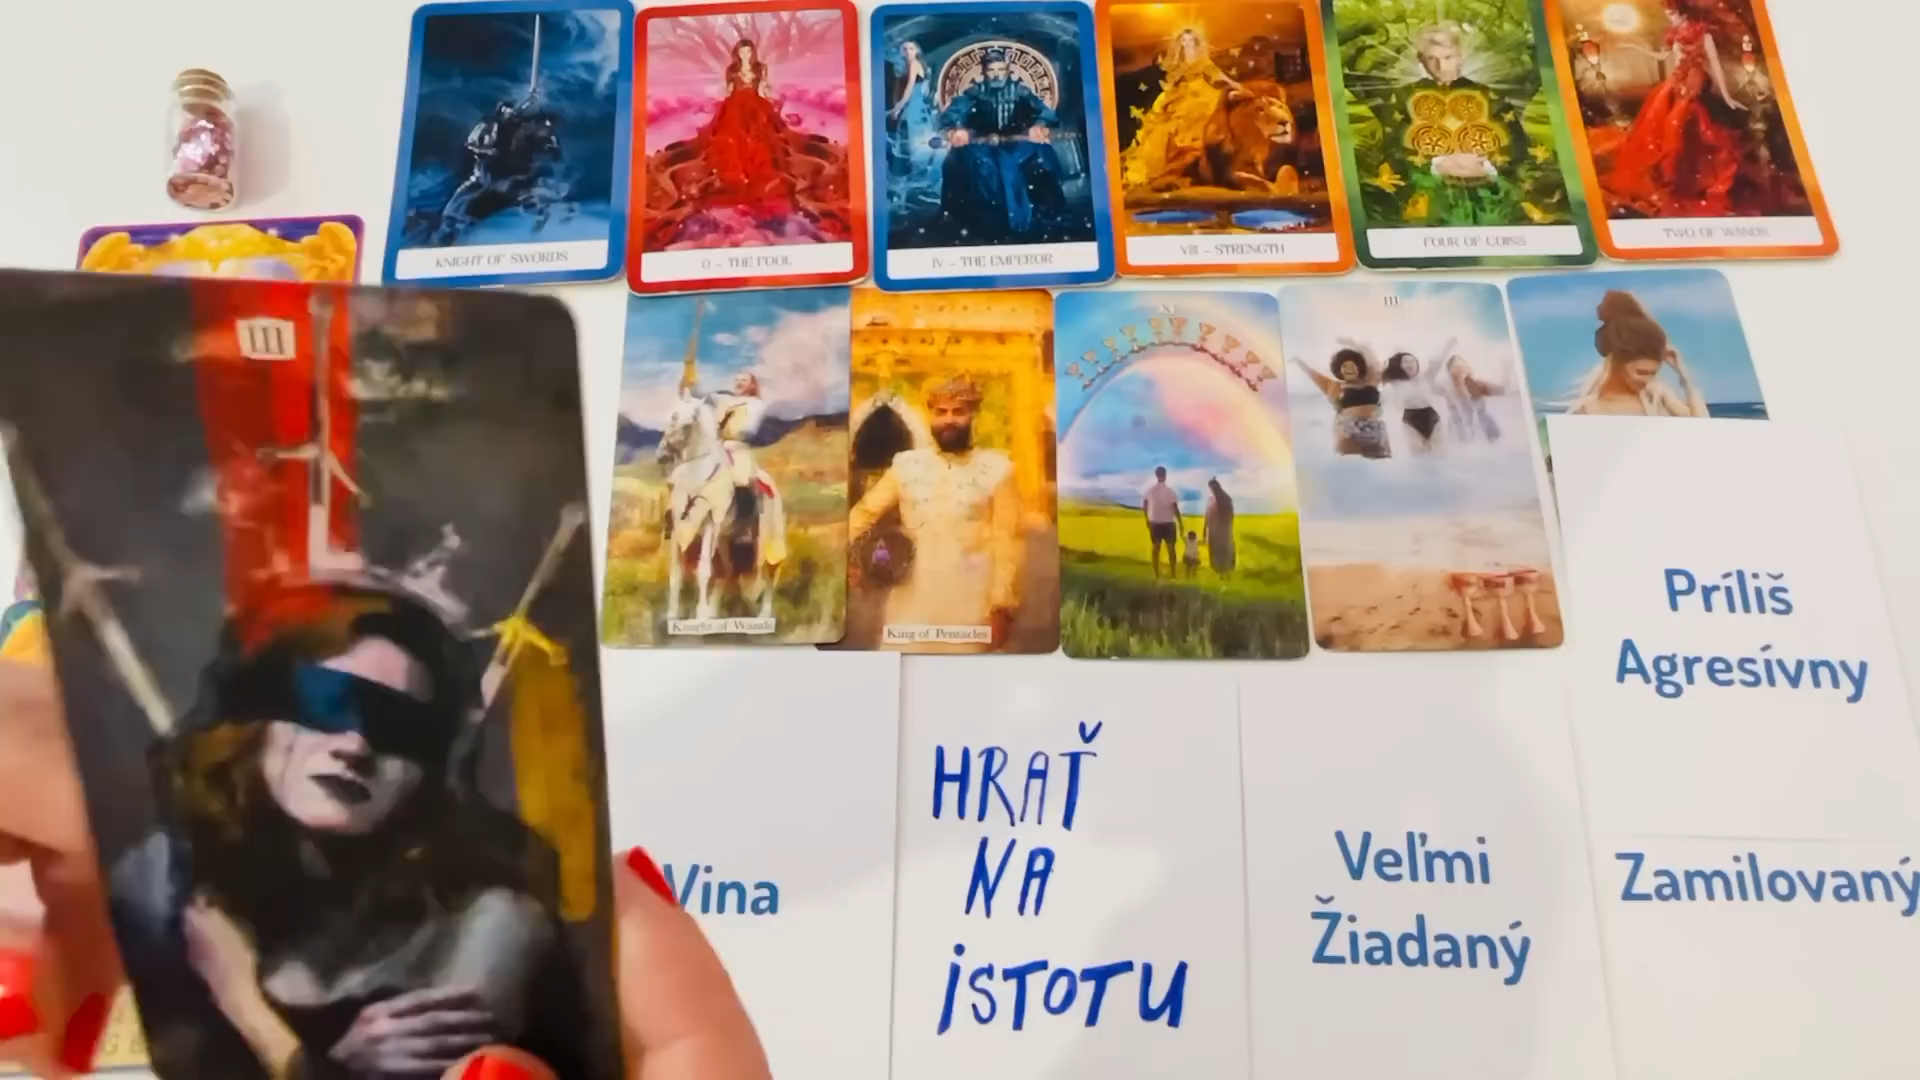 KNIGHT OF SWORDS
0 - THE FOOL
IV - THE EMPEROR
VIII - STRENGTH
FOUR OF COINS
TWO OF WANDS
III
Knight of Wands
King of Pentacles
XI
III
Príliš
Agresívny
Vina
HRAŤ
NA
iSTOTU
Veľmi
Žiadaný
Zamilovaný